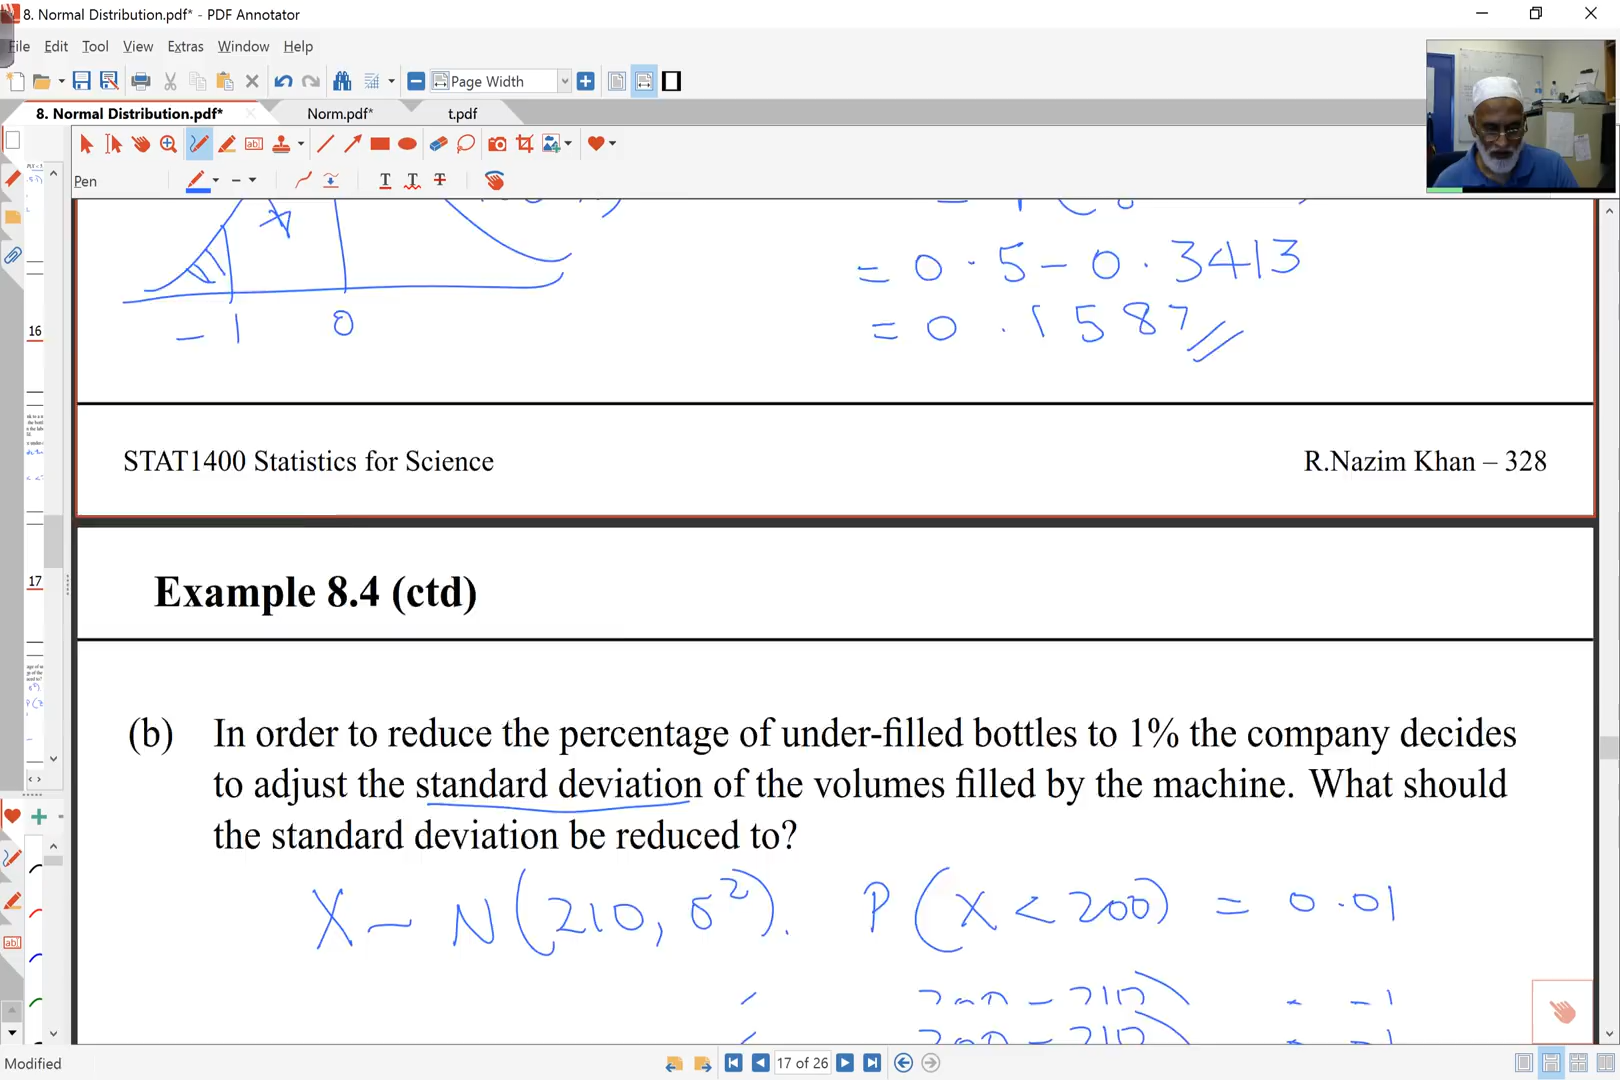 8. Normal Distribution.pdf* - PDF Annotator
File Edit Tool View Extras Window Help
Page Width
8. Normal Distribution.pdf* Norm.pdf* t.pdf
Pen
= 0.5 - 0.3413
= 0.1587
-1 0
STAT1400 Statistics for Science R.Nazim Khan – 328
Example 8.4 (ctd)
(b) In order to reduce the percentage of under-filled bottles to 1% the company decides
to adjust the standard deviation of the volumes filled by the machine. What should
the standard deviation be reduced to?
X ~ N(210, σ²). P(X < 200) = 0.01
16
17
Modified 17 of 26